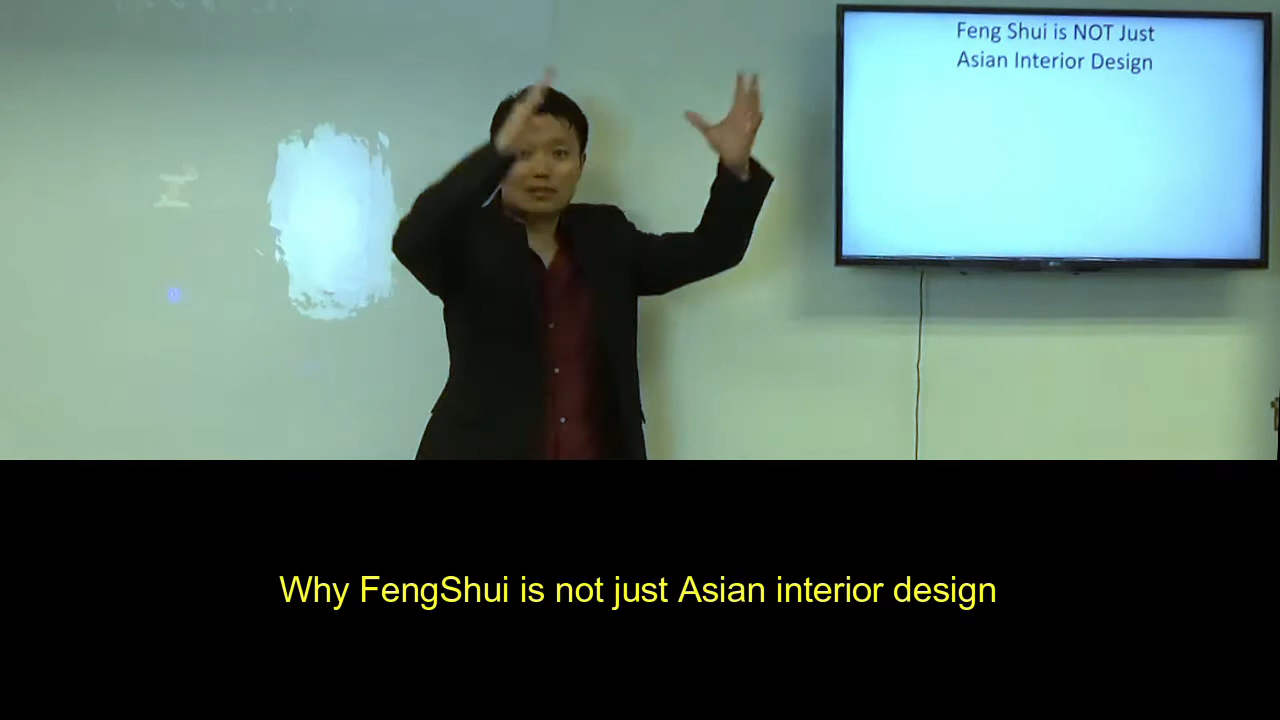 Feng Shui is NOT Just
Asian Interior Design
Why FengShui is not just Asian interior design